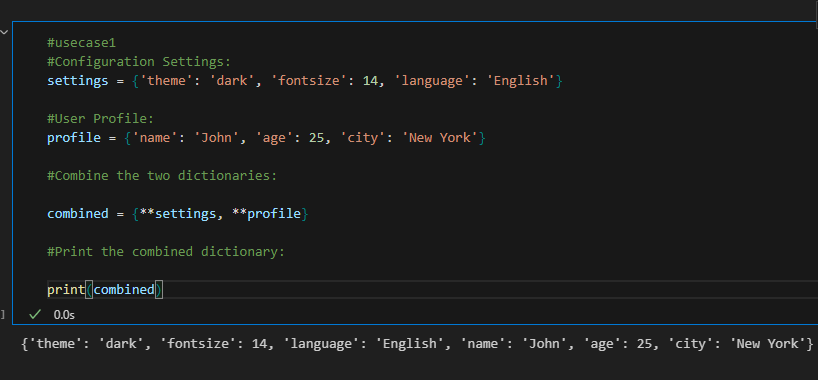 #usecase1
#Configuration Settings:
settings = {'theme': 'dark', 'fontsize': 14, 'language': 'English'}
#User Profile:
profile = {'name': 'John', 'age': 25, 'city': 'New York'}
#Combine the two dictionaries:
combined = {**settings, **profile}
#Print the combined dictionary:
print(combined)
] 0.0s
{'theme': 'dark', 'fontsize': 14, 'language': 'English', 'name': 'John', 'age': 25, 'city': 'New York'}